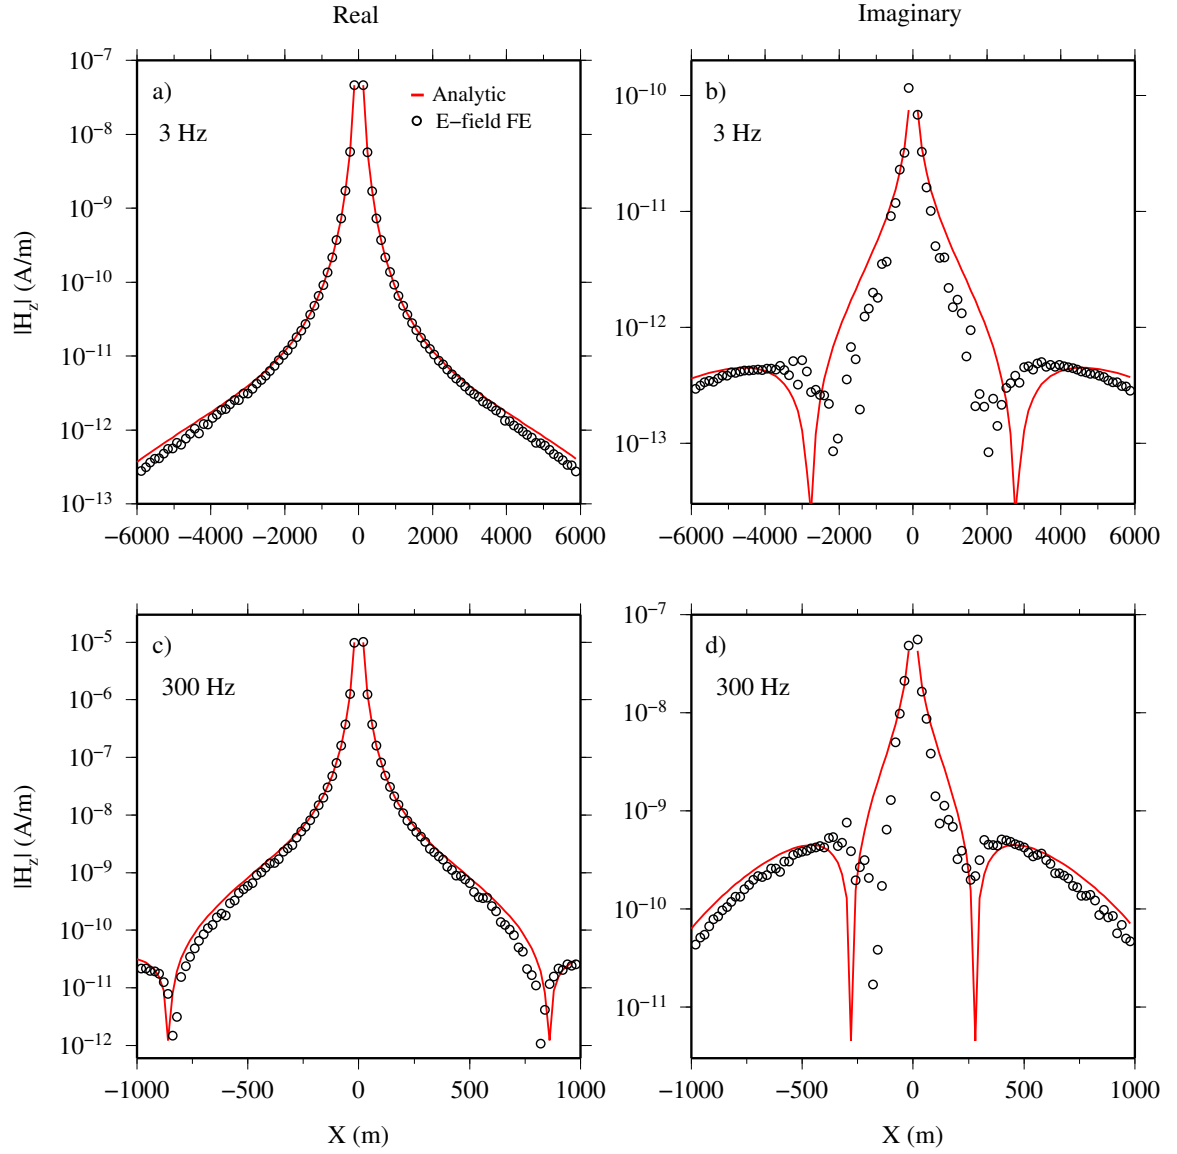 Real
Imaginary
a)
3 Hz
Analytic
E−field FE
10−7
10−8
10−9
10−10
10−11
10−12
10−13
|Hz| (A/m)
−6000 −4000 −2000 0 2000 4000 6000
b)
3 Hz
10−10
10−11
10−12
10−13
−6000 −4000 −2000 0 2000 4000 6000
c)
300 Hz
10−5
10−6
10−7
10−8
10−9
10−10
10−11
10−12
|Hz| (A/m)
−1000 −500 0 500 1000
X (m)
d)
300 Hz
10−7
10−8
10−9
10−10
10−11
−1000 −500 0 500 1000
X (m)